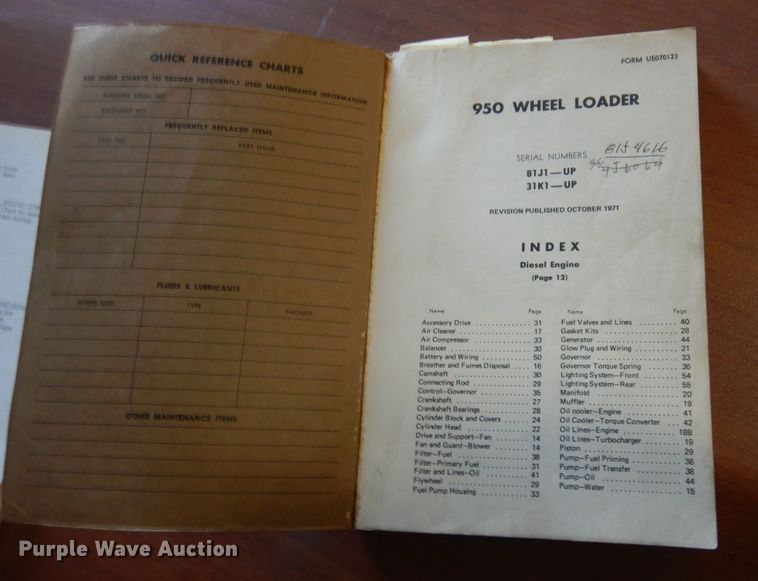 QUICK REFERENCE CHARTS
USE THESE CHARTS TO RECORD FREQUENTLY USED MAINTENANCE INFORMATION
MACHINE SERIAL NO.
EQUIPMENT NO.
FREQUENTLY REPLACED ITEMS
PART NO. PART NAME
FLUIDS & LUBRICANTS
WHERE USED TYPE AMOUNT
OTHER MAINTENANCE ITEMS
FORM UE070123
950 WHEEL LOADER
SERIAL NUMBERS 81J 4616
81J1—UP S/N
31K1—UP
REVISION PUBLISHED OCTOBER 1971
INDEX
Diesel Engine
(Page 12)
Name Page
Accessory Drive 31
Air Cleaner 17
Air Compressor 33
Balancer 30
Battery and Wiring 50
Breather and Fumes Disposal 16
Camshaft 30
Connecting Rod 29
Control—Governor 35
Crankshaft 27
Crankshaft Bearings 28
Cylinder Block and Covers 24
Cylinder Head 22
Drive and Support—Fan 14
Fan and Guard—Blower 14
Filter—Fuel 38
Filter—Primary Fuel 31
Filter and Lines—Oil 41
Flywheel 29
Fuel Pump Housing 33
Name Page
Fuel Valves and Lines 40
Gasket Kits 28
Generator 44
Glow Plug and Wiring 21
Governor 33
Governor Torque Spring 36
Lighting System—Front 54
Lighting System—Rear 55
Manifold 20
Muffler 19
Oil cooler—Engine 41
Oil Cooler—Torque Converter 42
Oil Lines—Engine 188
Oil Lines—Turbocharger 19
Piston 29
Pump—Fuel Priming 36
Pump—Fuel Transfer 38
Pump—Oil 44
Pump—Water 15
Purple Wave Auction